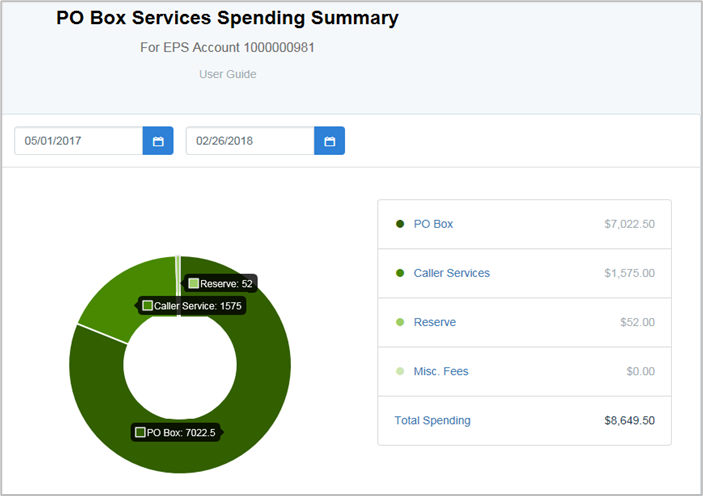 PO Box Services Spending Summary
For EPS Account 1000000981
User Guide
05/01/2017
02/26/2018
Reserve: 52
Caller Service: 1575
PO Box: 7022.5
PO Box $7,022.50
Caller Services $1,575.00
Reserve $52.00
Misc. Fees $0.00
Total Spending $8,649.50